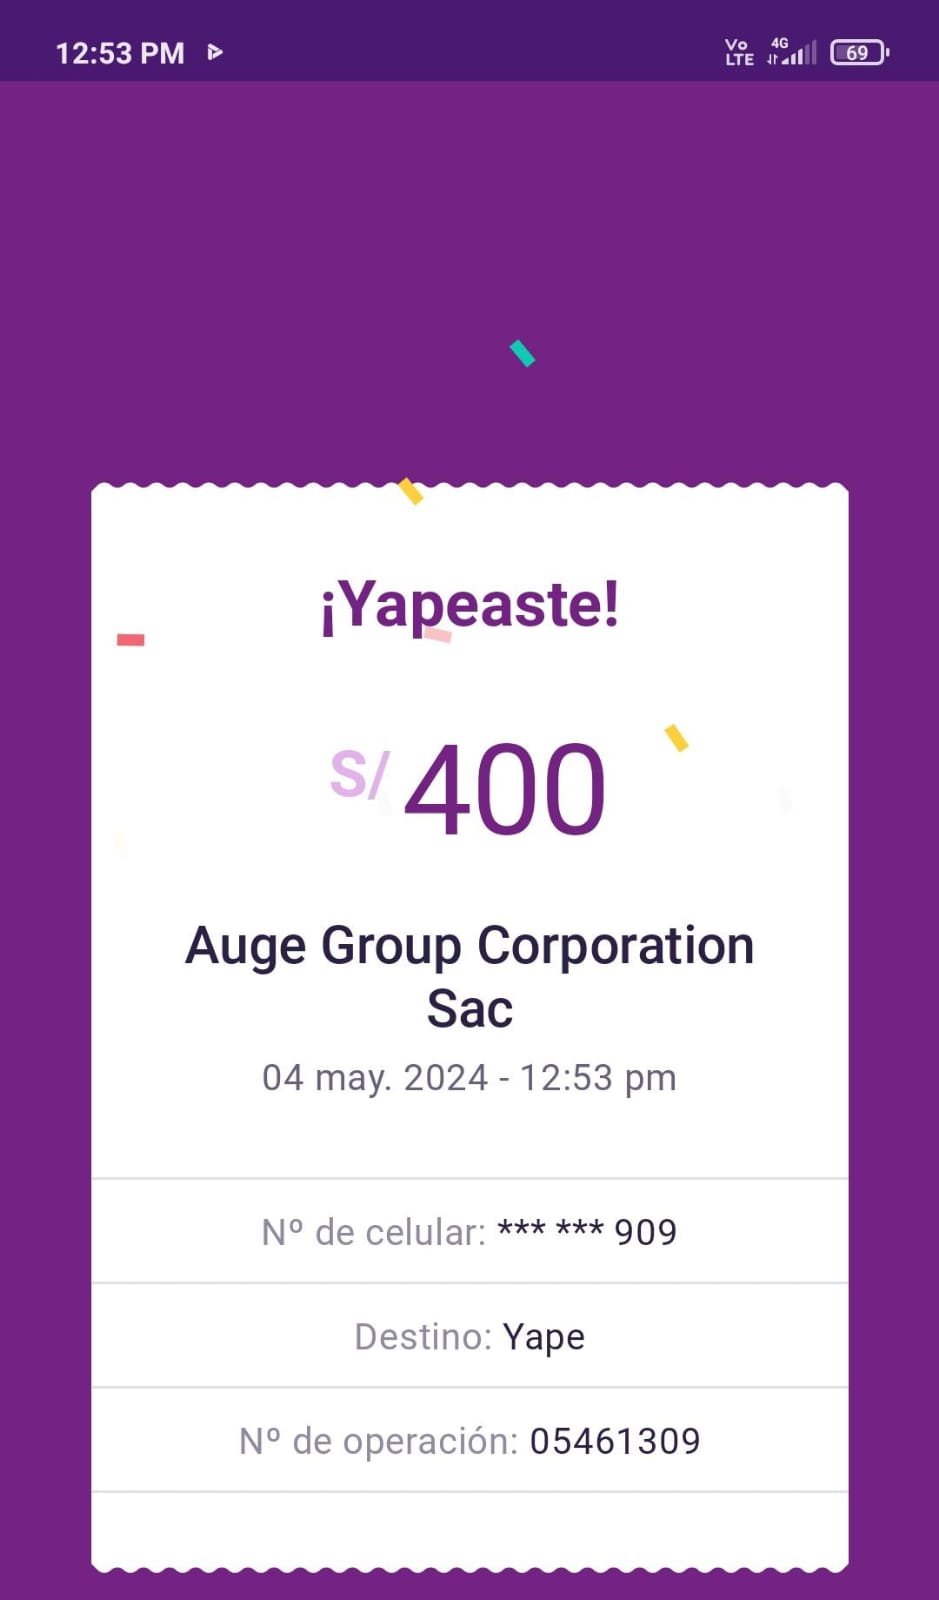 12:53 PM
Vo LTE 4G 69
¡Yapeaste!
S/ 400
Auge Group Corporation
Sac
04 may. 2024 - 12:53 pm
Nº de celular: *** *** 909
Destino: Yape
Nº de operación: 05461309